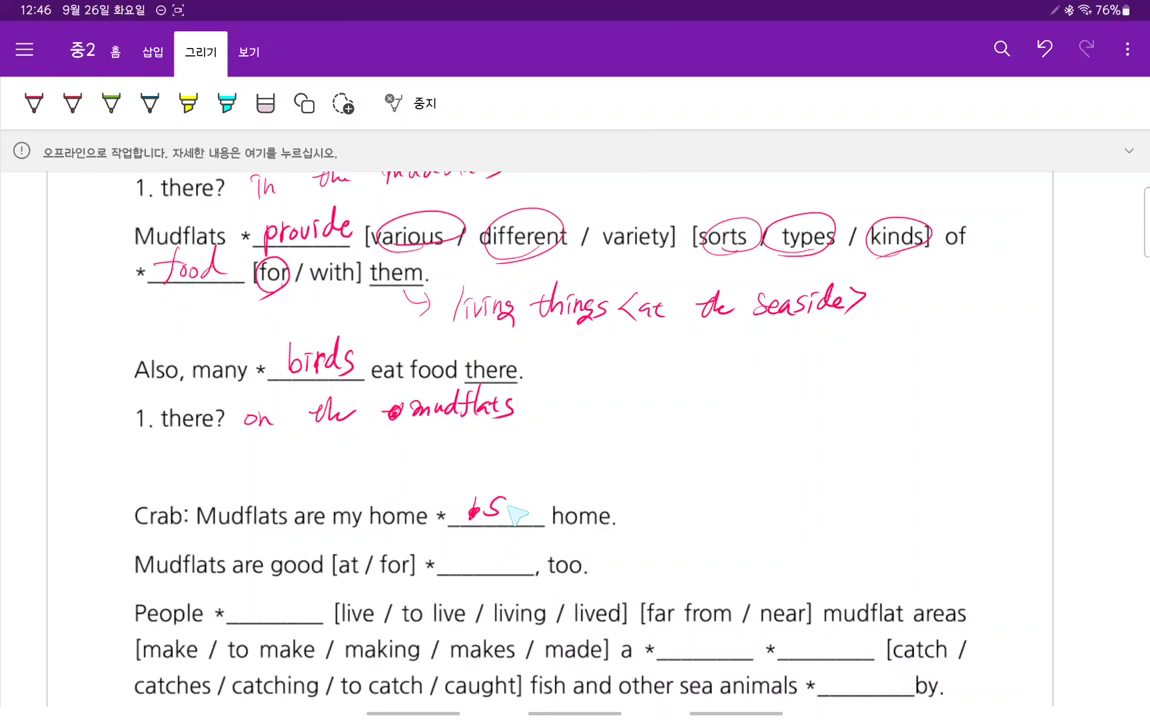 12:46 9월 26일 화요일 76%
중2 홈 삽입 그리기 보기
중지
오프라인으로 작업합니다. 자세한 내용은 여기를 누르십시오.
1. there? in the
Mudflats * provide [various / different / variety] [sorts / types / kinds] of
* food [for / with] them.
living things <at the seaside>
Also, many * birds eat food there.
1. there? on the mudflats
Crab: Mudflats are my home *________ home.
Mudflats are good [at / for] *________, too.
People *________ [live / to live / living / lived] [far from / near] mudflat areas
[make / to make / making / makes / made] a *________ *________ [catch /
catches / catching / to catch / caught] fish and other sea animals *________by.